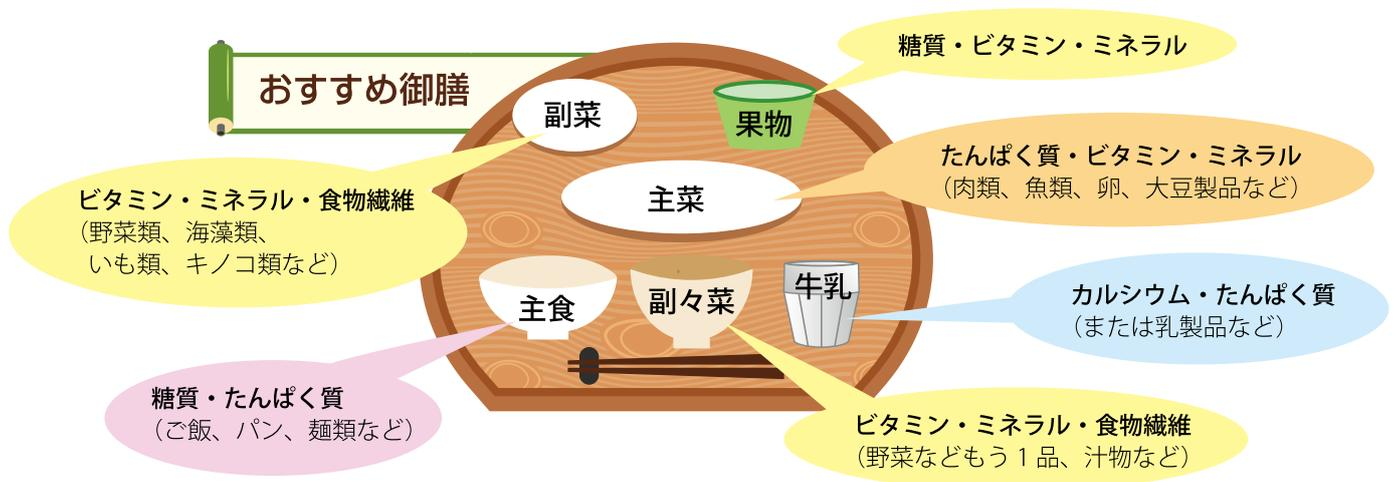 おすすめ御膳
副菜
果物
糖質・ビタミン・ミネラル
主菜
たんぱく質・ビタミン・ミネラル
（肉類、魚類、卵、大豆製品など）
ビタミン・ミネラル・食物繊維
（野菜類、海藻類、
いも類、キノコ類など）
主食
副々菜
牛乳
カルシウム・たんぱく質
（または乳製品など）
糖質・たんぱく質
（ご飯、パン、麺類など）
ビタミン・ミネラル・食物繊維
（野菜などもう１品、汁物など）